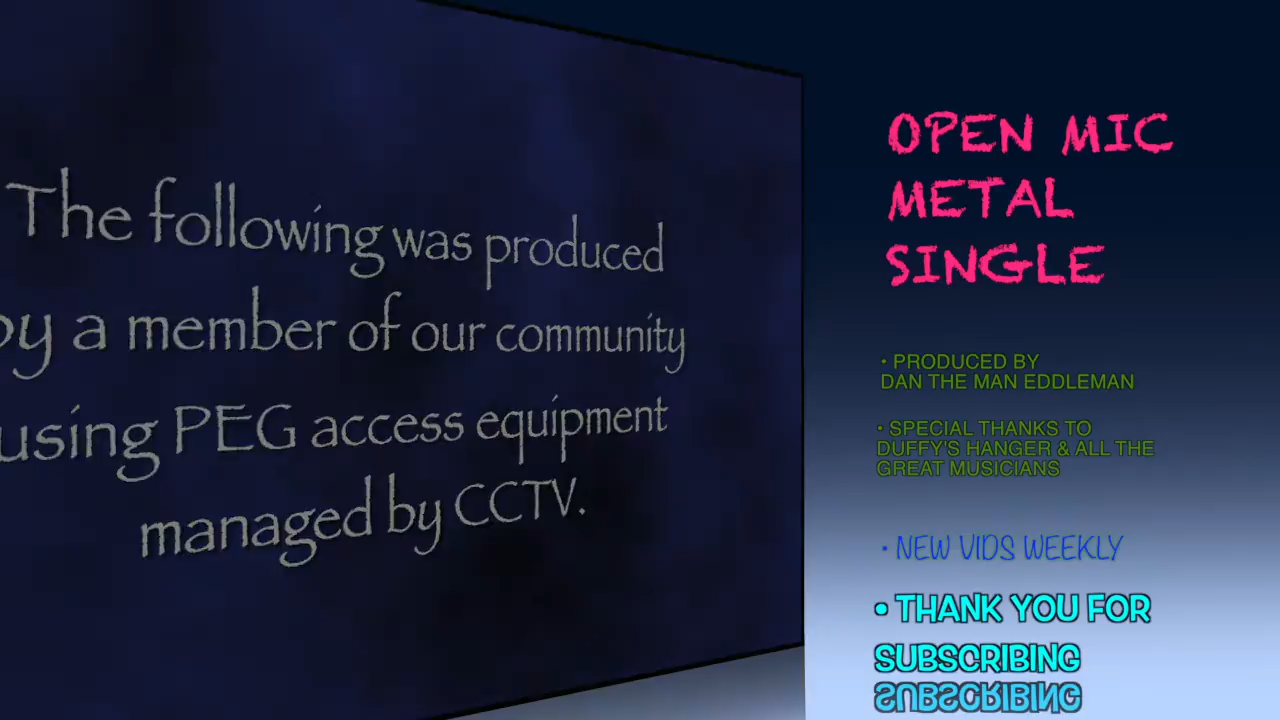 The following was produced
by a member of our community
using PEG access equipment
managed by CCTV.
OPEN MIC
METAL
SINGLE
• PRODUCED BY
DAN THE MAN EDDLEMAN
• SPECIAL THANKS TO
DUFFY'S HANGER & ALL THE
GREAT MUSICIANS
• NEW VIDS WEEKLY
• THANK YOU FOR
SUBSCRIBING